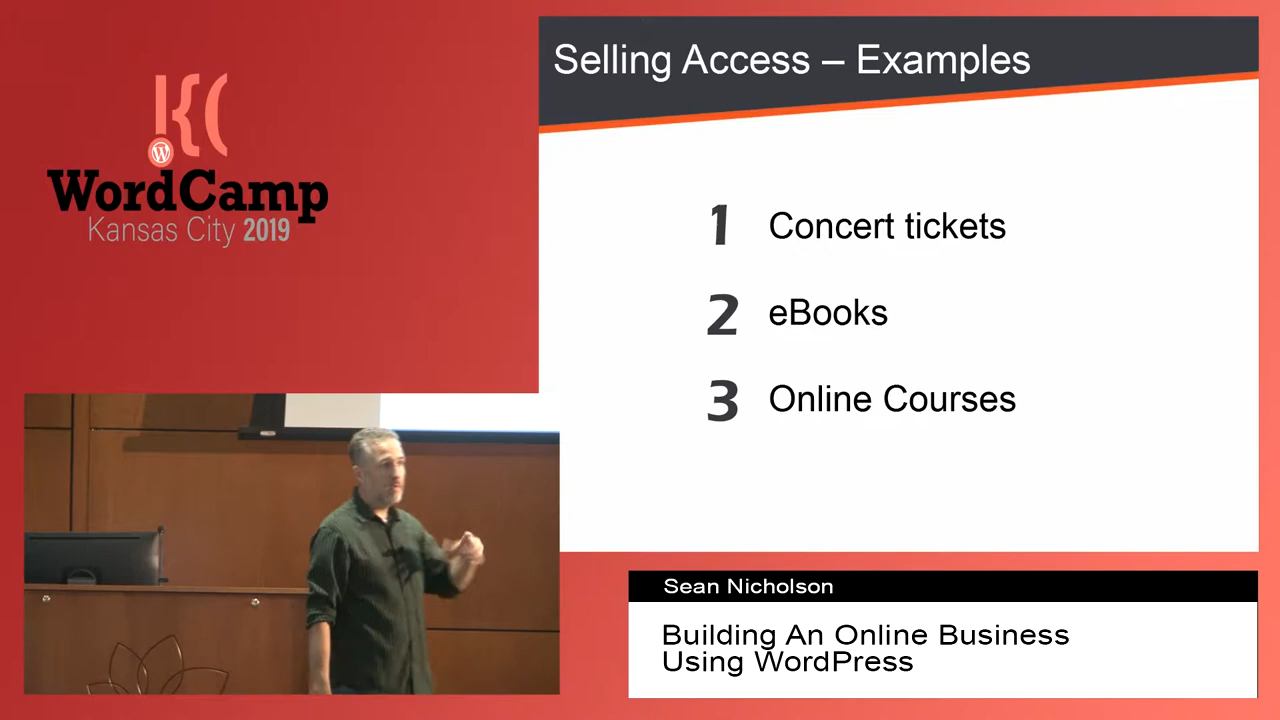 KC
WordCamp
Kansas City 2019
Selling Access – Examples
1 Concert tickets
2 eBooks
3 Online Courses
Sean Nicholson
Building An Online Business
Using WordPress